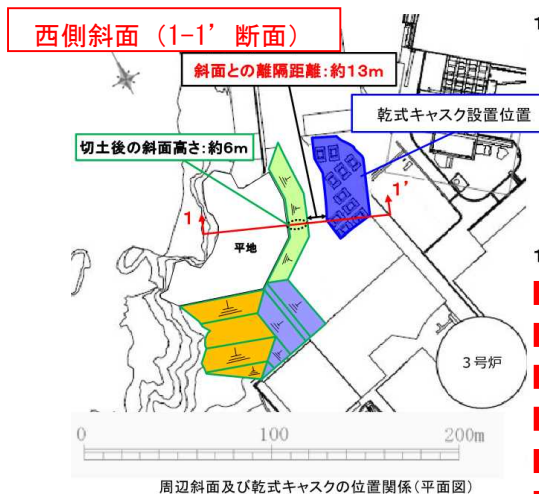 西側斜面（1-1’断面）
斜面との離隔距離：約13m
乾式キャスク設置位置
切土後の斜面高さ：約6m
1
1’
平地
3号炉
0 100 200m
周辺斜面及び乾式キャスクの位置関係（平面図）